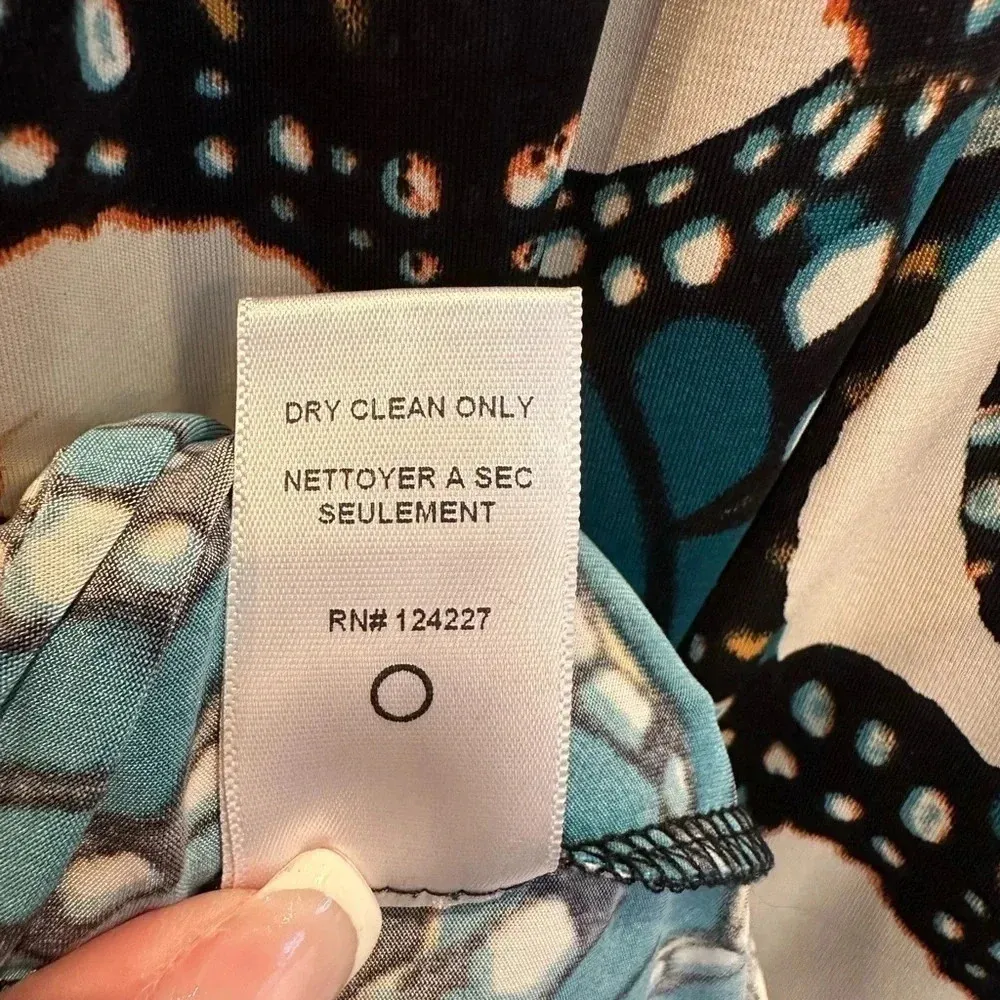 DRY CLEAN ONLY
NETTOYER A SEC
SEULEMENT
RN# 124227